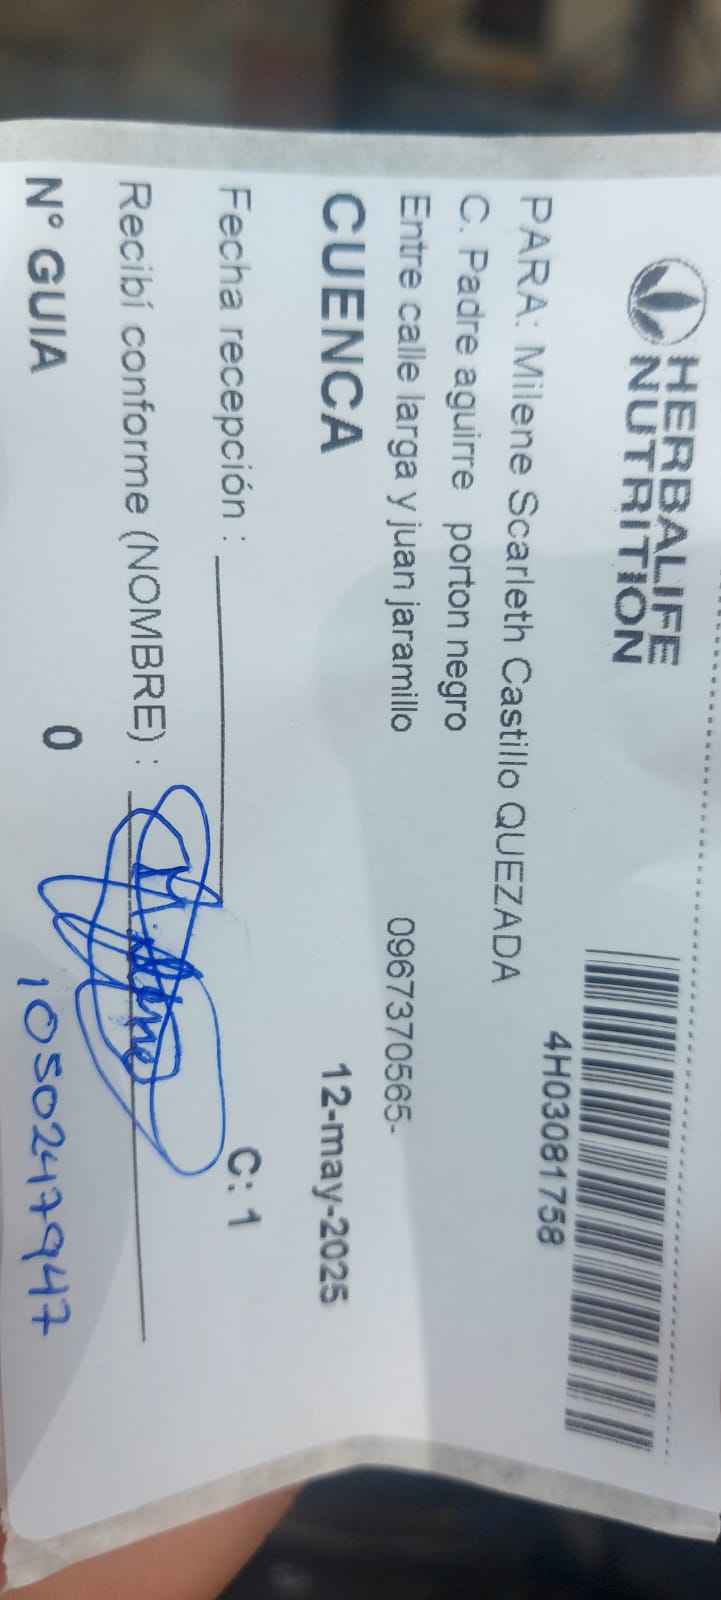 HERBALIFE
NUTRITION
4H03081758
PARA: Milene Scarleth Castillo QUEZADA
C. Padre aguirre porton negro
Entre calle larga y juan jaramillo 0967370565-
CUENCA 12-may-2025
Fecha recepción : C: 1
Recibí conforme (NOMBRE) :
N° GUIA 0 1050247947